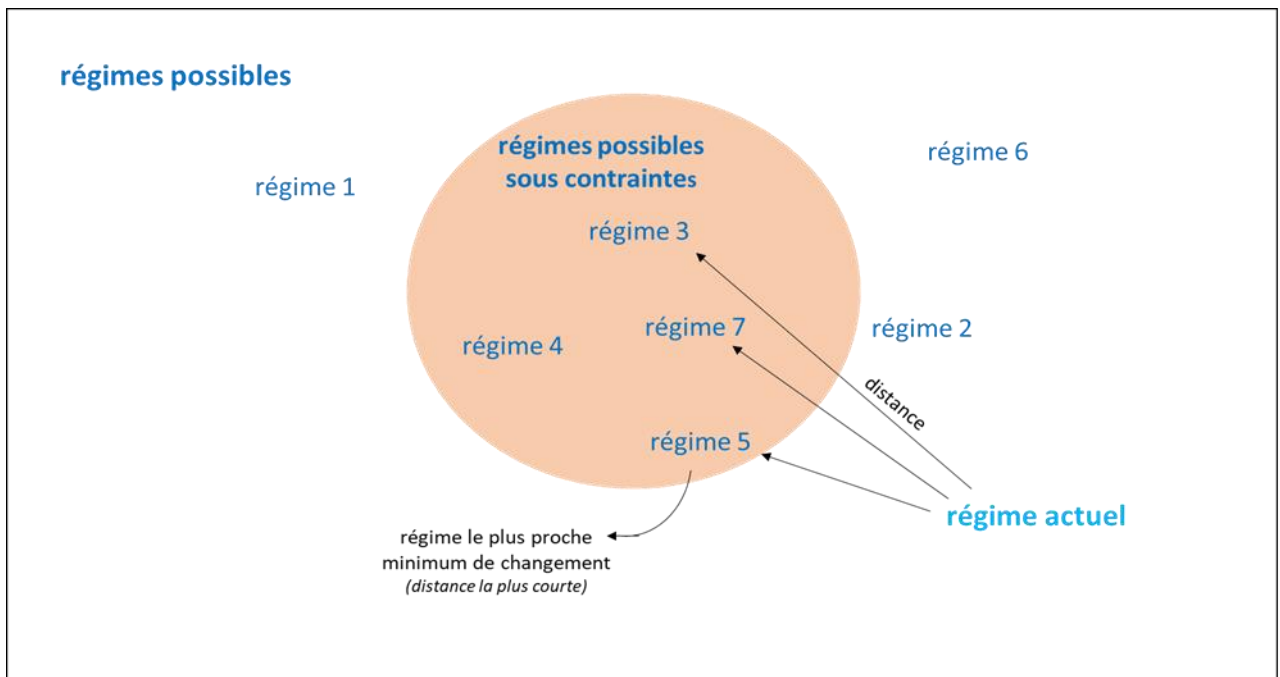 régimes possibles
régimes possibles
sous contraintes
régime 6
régime 1
régime 3
régime 7
régime 2
régime 4
distance
régime 5
régime actuel
régime le plus proche
minimum de changement
(distance la plus courte)